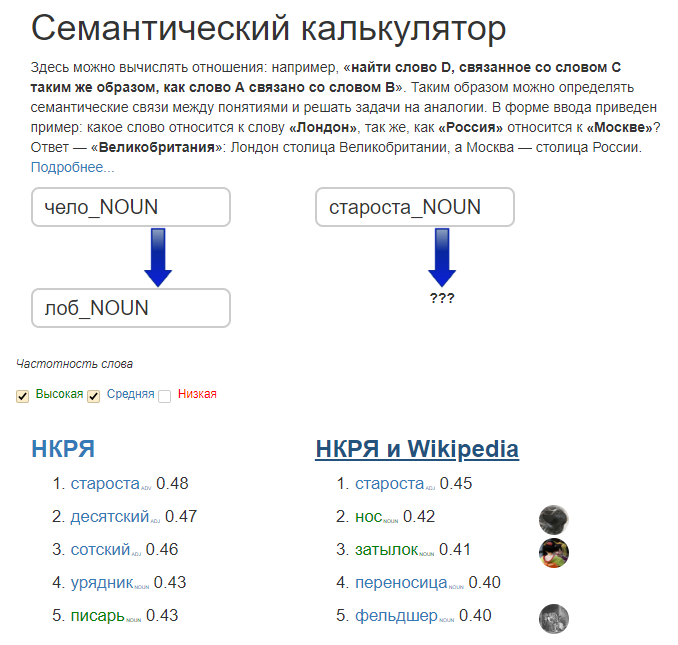 Семантический калькулятор
Здесь можно вычислять отношения: например, «найти слово D, связанное со словом C
таким же образом, как слово A связано со словом B». Таким образом можно определять
семантические связи между понятиями и решать задачи на аналогии. В форме ввода приведен
пример: какое слово относится к слову «Лондон», так же, как «Россия» относится к «Москве»?
Ответ — «Великобритания»: Лондон столица Великобритании, а Москва — столица России.
Подробнее...
чело_NOUN староста_NOUN
лоб_NOUN ???
Частотность слова
Высокая Средняя Низкая
НКРЯ НКРЯ и Wikipedia
1. староста ADV 0.48 1. староста ADJ 0.45
2. десятский ADJ 0.47 2. нос NOUN 0.42
3. сотский ADJ 0.46 3. затылок NOUN 0.41
4. урядник NOUN 0.43 4. переносица NOUN 0.40
5. писарь NOUN 0.43 5. фельдшер NOUN 0.40